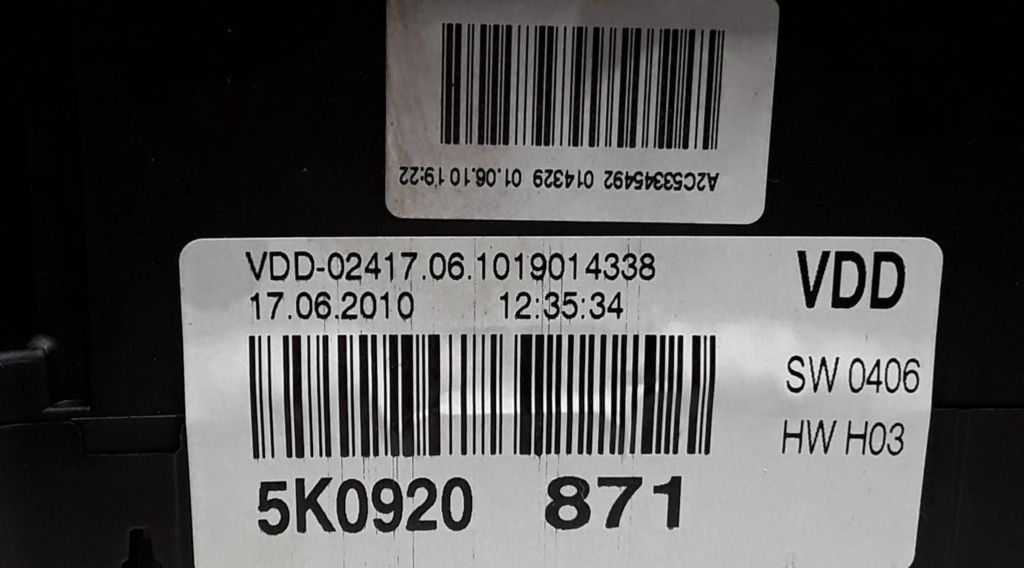 A2C53345492 014329 01.06.10 19:22
VDD-02417.06.1019014338
17.06.2010 12:35:34
VDD
SW 0406
HW H03
5K0920 871